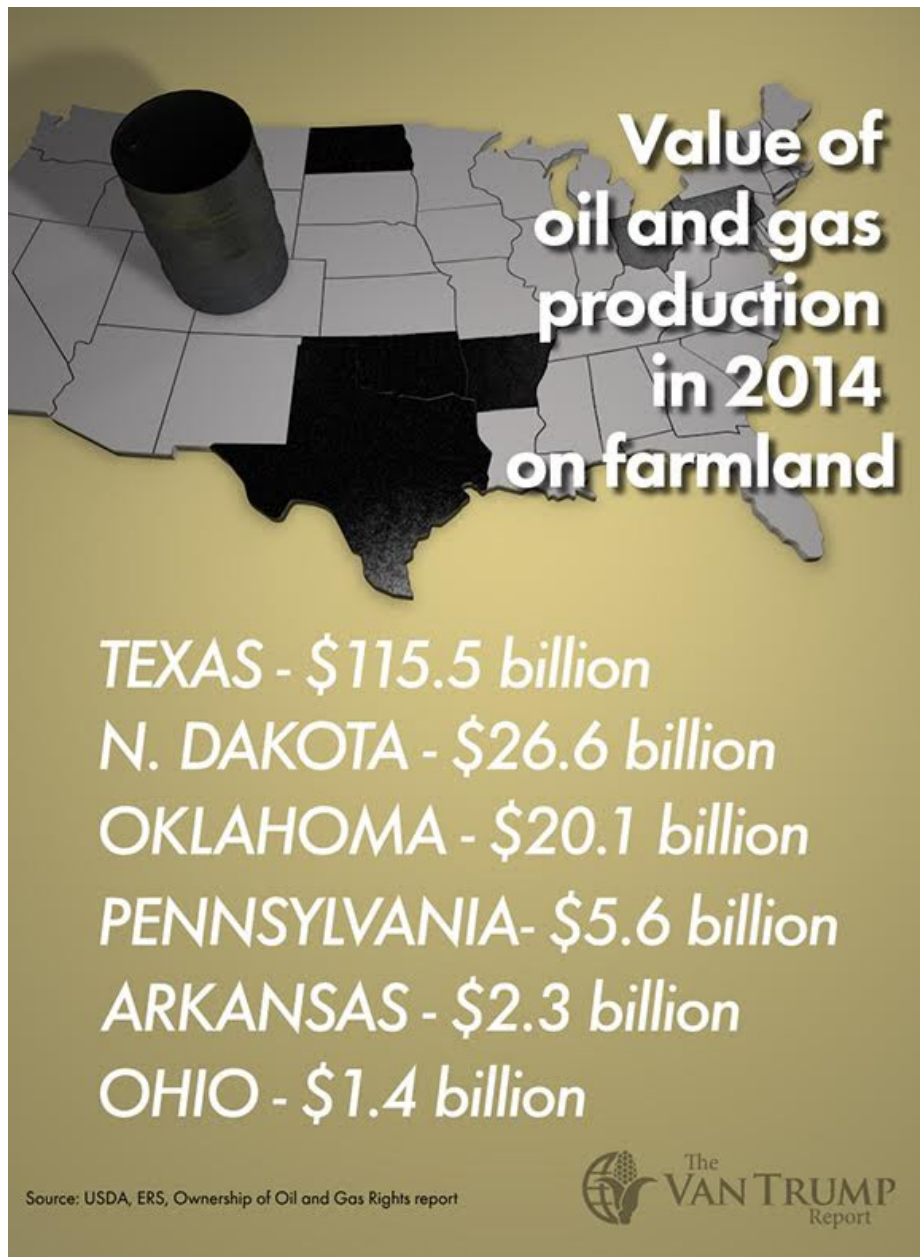 Value of
oil and gas
production
in 2014
on farmland
TEXAS - $115.5 billion
N. DAKOTA - $26.6 billion
OKLAHOMA - $20.1 billion
PENNSYLVANIA- $5.6 billion
ARKANSAS - $2.3 billion
OHIO - $1.4 billion
Source: USDA, ERS, Ownership of Oil and Gas Rights report
The
VAN TRUMP
Report